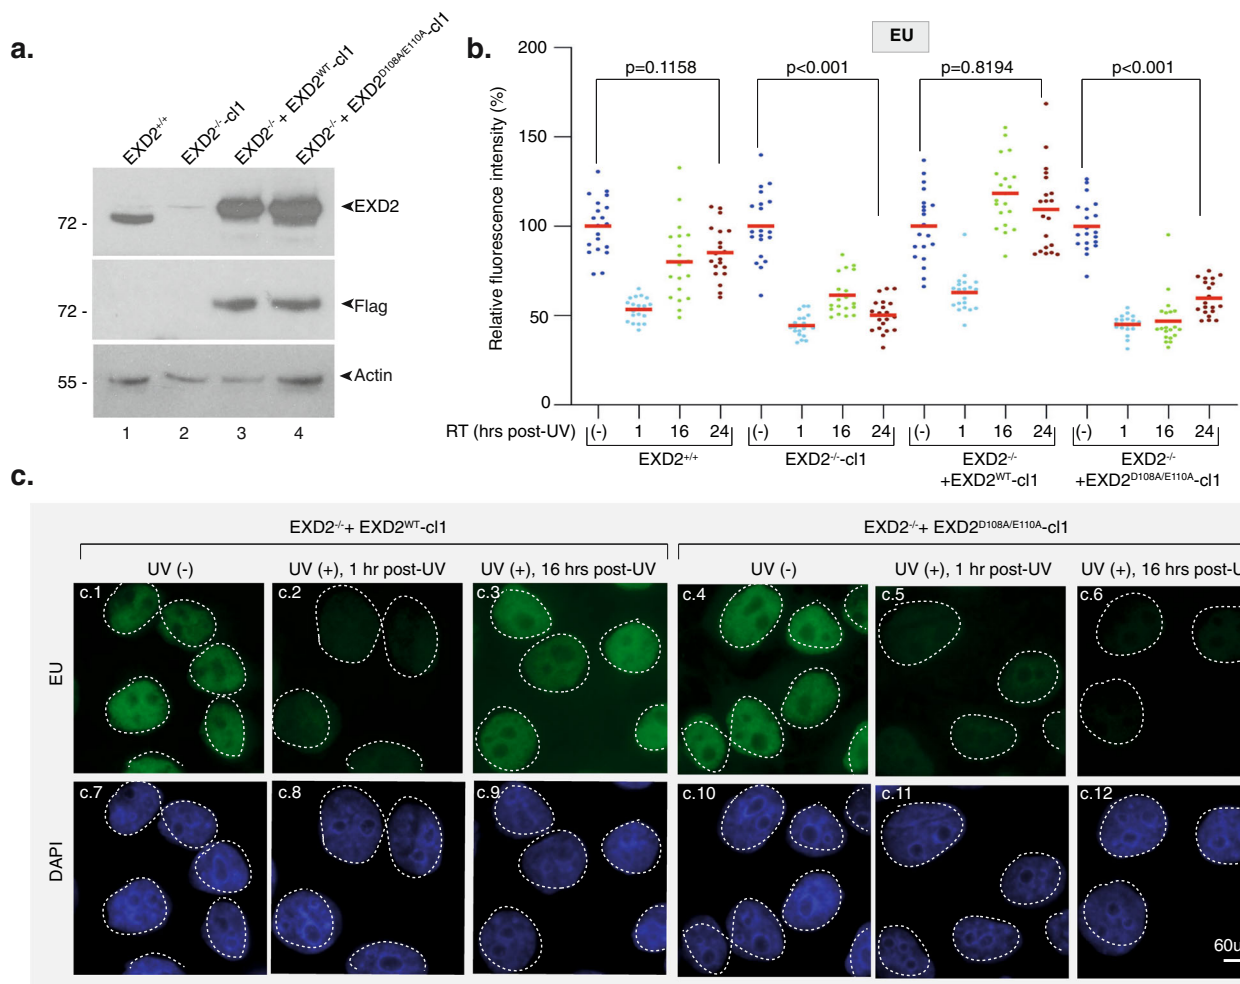 a.
EXD2+/+
EXD2-/--cl1
EXD2-/- + EXD2WT-cl1
EXD2-/- + EXD2D108A/E110A-cl1
72 -
EXD2
72 -
Flag
55 -
Actin
1 2 3 4
b.
EU
Relative fluorescence intensity (%)
200
150
100
50
0
p=0.1158
p<0.001
p=0.8194
p<0.001
RT (hrs post-UV) (-) 1 16 24 (-) 1 16 24 (-) 1 16 24 (-) 1 16 24
EXD2+/+
EXD2-/--cl1
EXD2-/-
+EXD2WT-cl1
EXD2-/-
+EXD2D108A/E110A-cl1
c.
EXD2-/-+ EXD2WT-cl1
EXD2-/-+ EXD2D108A/E110A-cl1
UV (-)
UV (+), 1 hr post-UV
UV (+), 16 hrs post-UV
UV (-)
UV (+), 1 hr post-UV
UV (+), 16 hrs post-U
EU
c.1
c.2
c.3
c.4
c.5
c.6
DAPI
c.7
c.8
c.9
c.10
c.11
c.12
60u